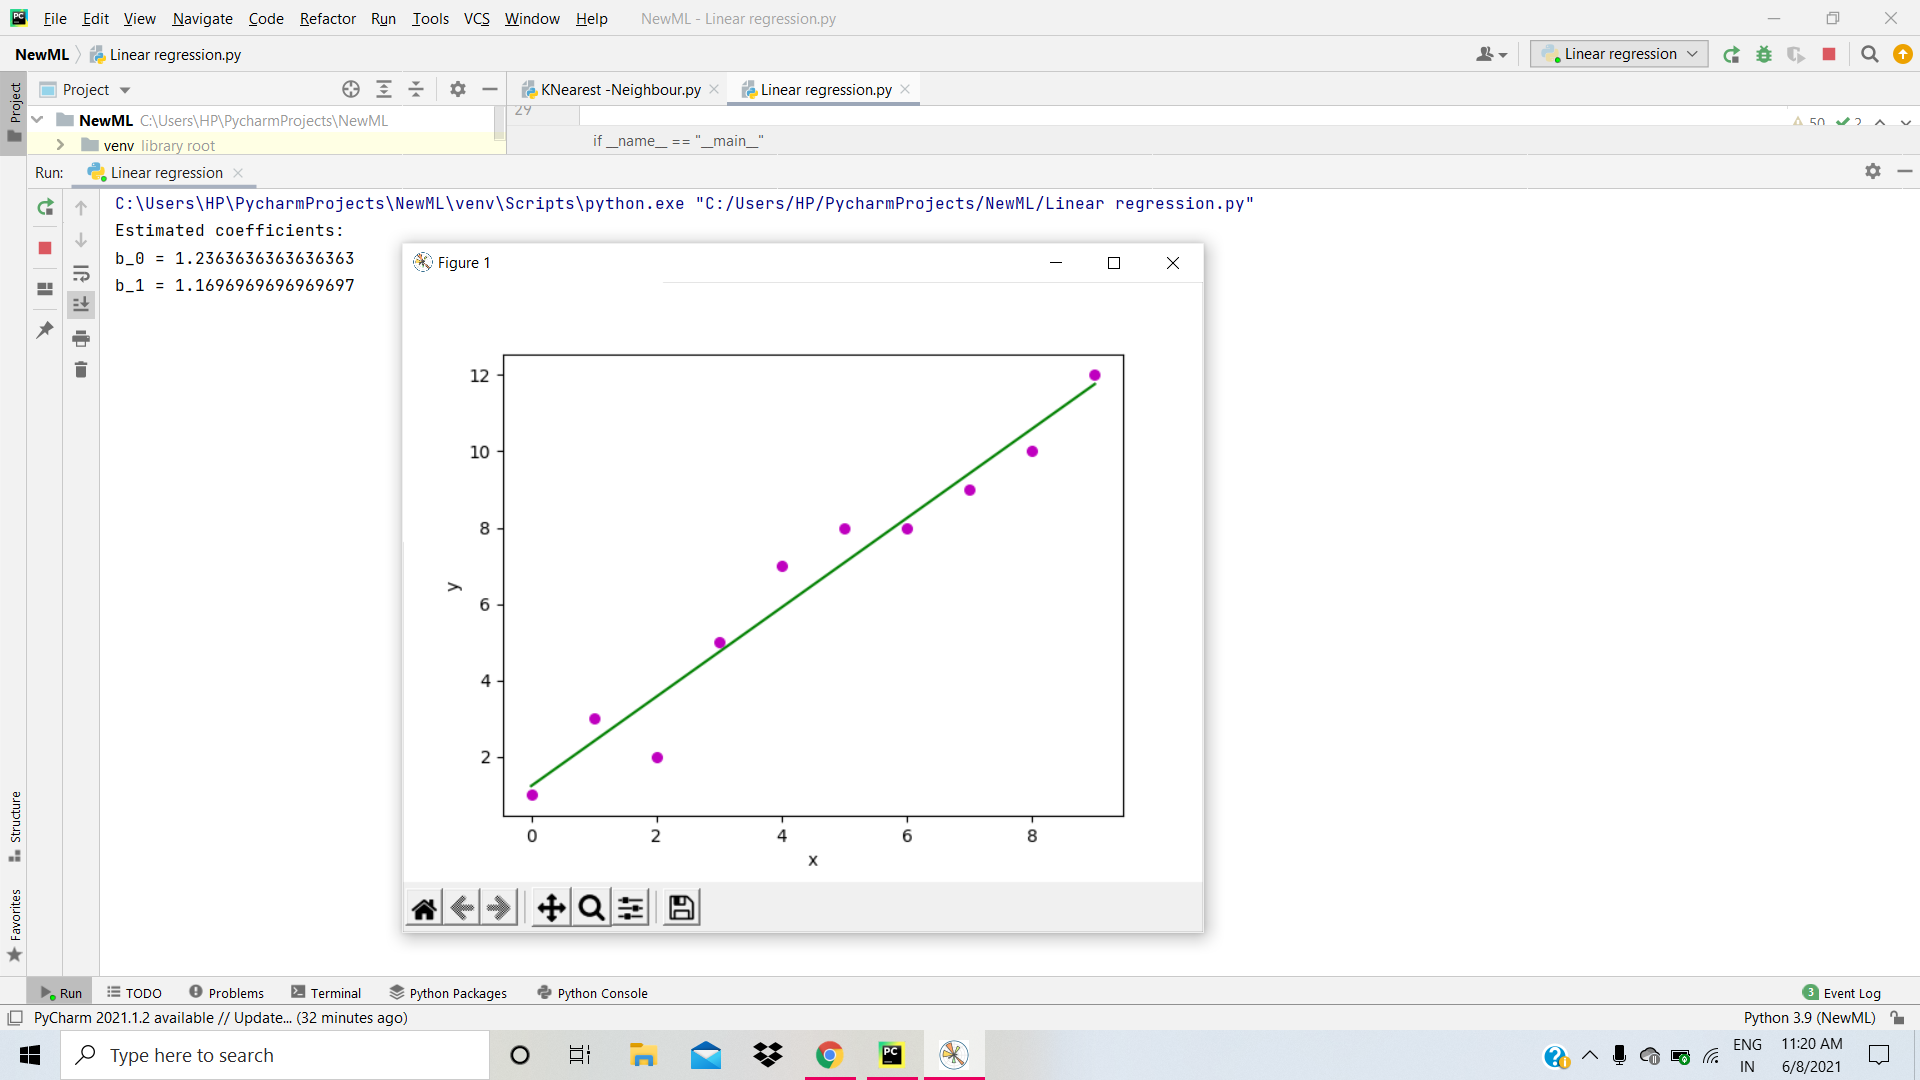 PC File Edit View Navigate Code Refactor Run Tools VCS Window Help NewML - Linear regression.py
NewML Linear regression.py Linear regression
Project Project KNearest -Neighbour.py Linear regression.py
29
NewML C:\Users\HP\PycharmProjects\NewML 50 2
venv library root if __name__ == "__main__"
Run: Linear regression
C:\Users\HP\PycharmProjects\NewML\venv\Scripts\python.exe "C:/Users/HP/PycharmProjects/NewML/Linear regression.py"
Estimated coefficients:
b_0 = 1.2363636363636363
b_1 = 1.1696969696969697
Figure 1
12
10
8
y
6
4
2
0 2 4 6 8
x
Structure
Favorites
Run TODO Problems Terminal Python Packages Python Console 3 Event Log
PyCharm 2021.1.2 available // Update... (32 minutes ago) Python 3.9 (NewML)
Type here to search PC ENG 11:20 AM
IN 6/8/2021